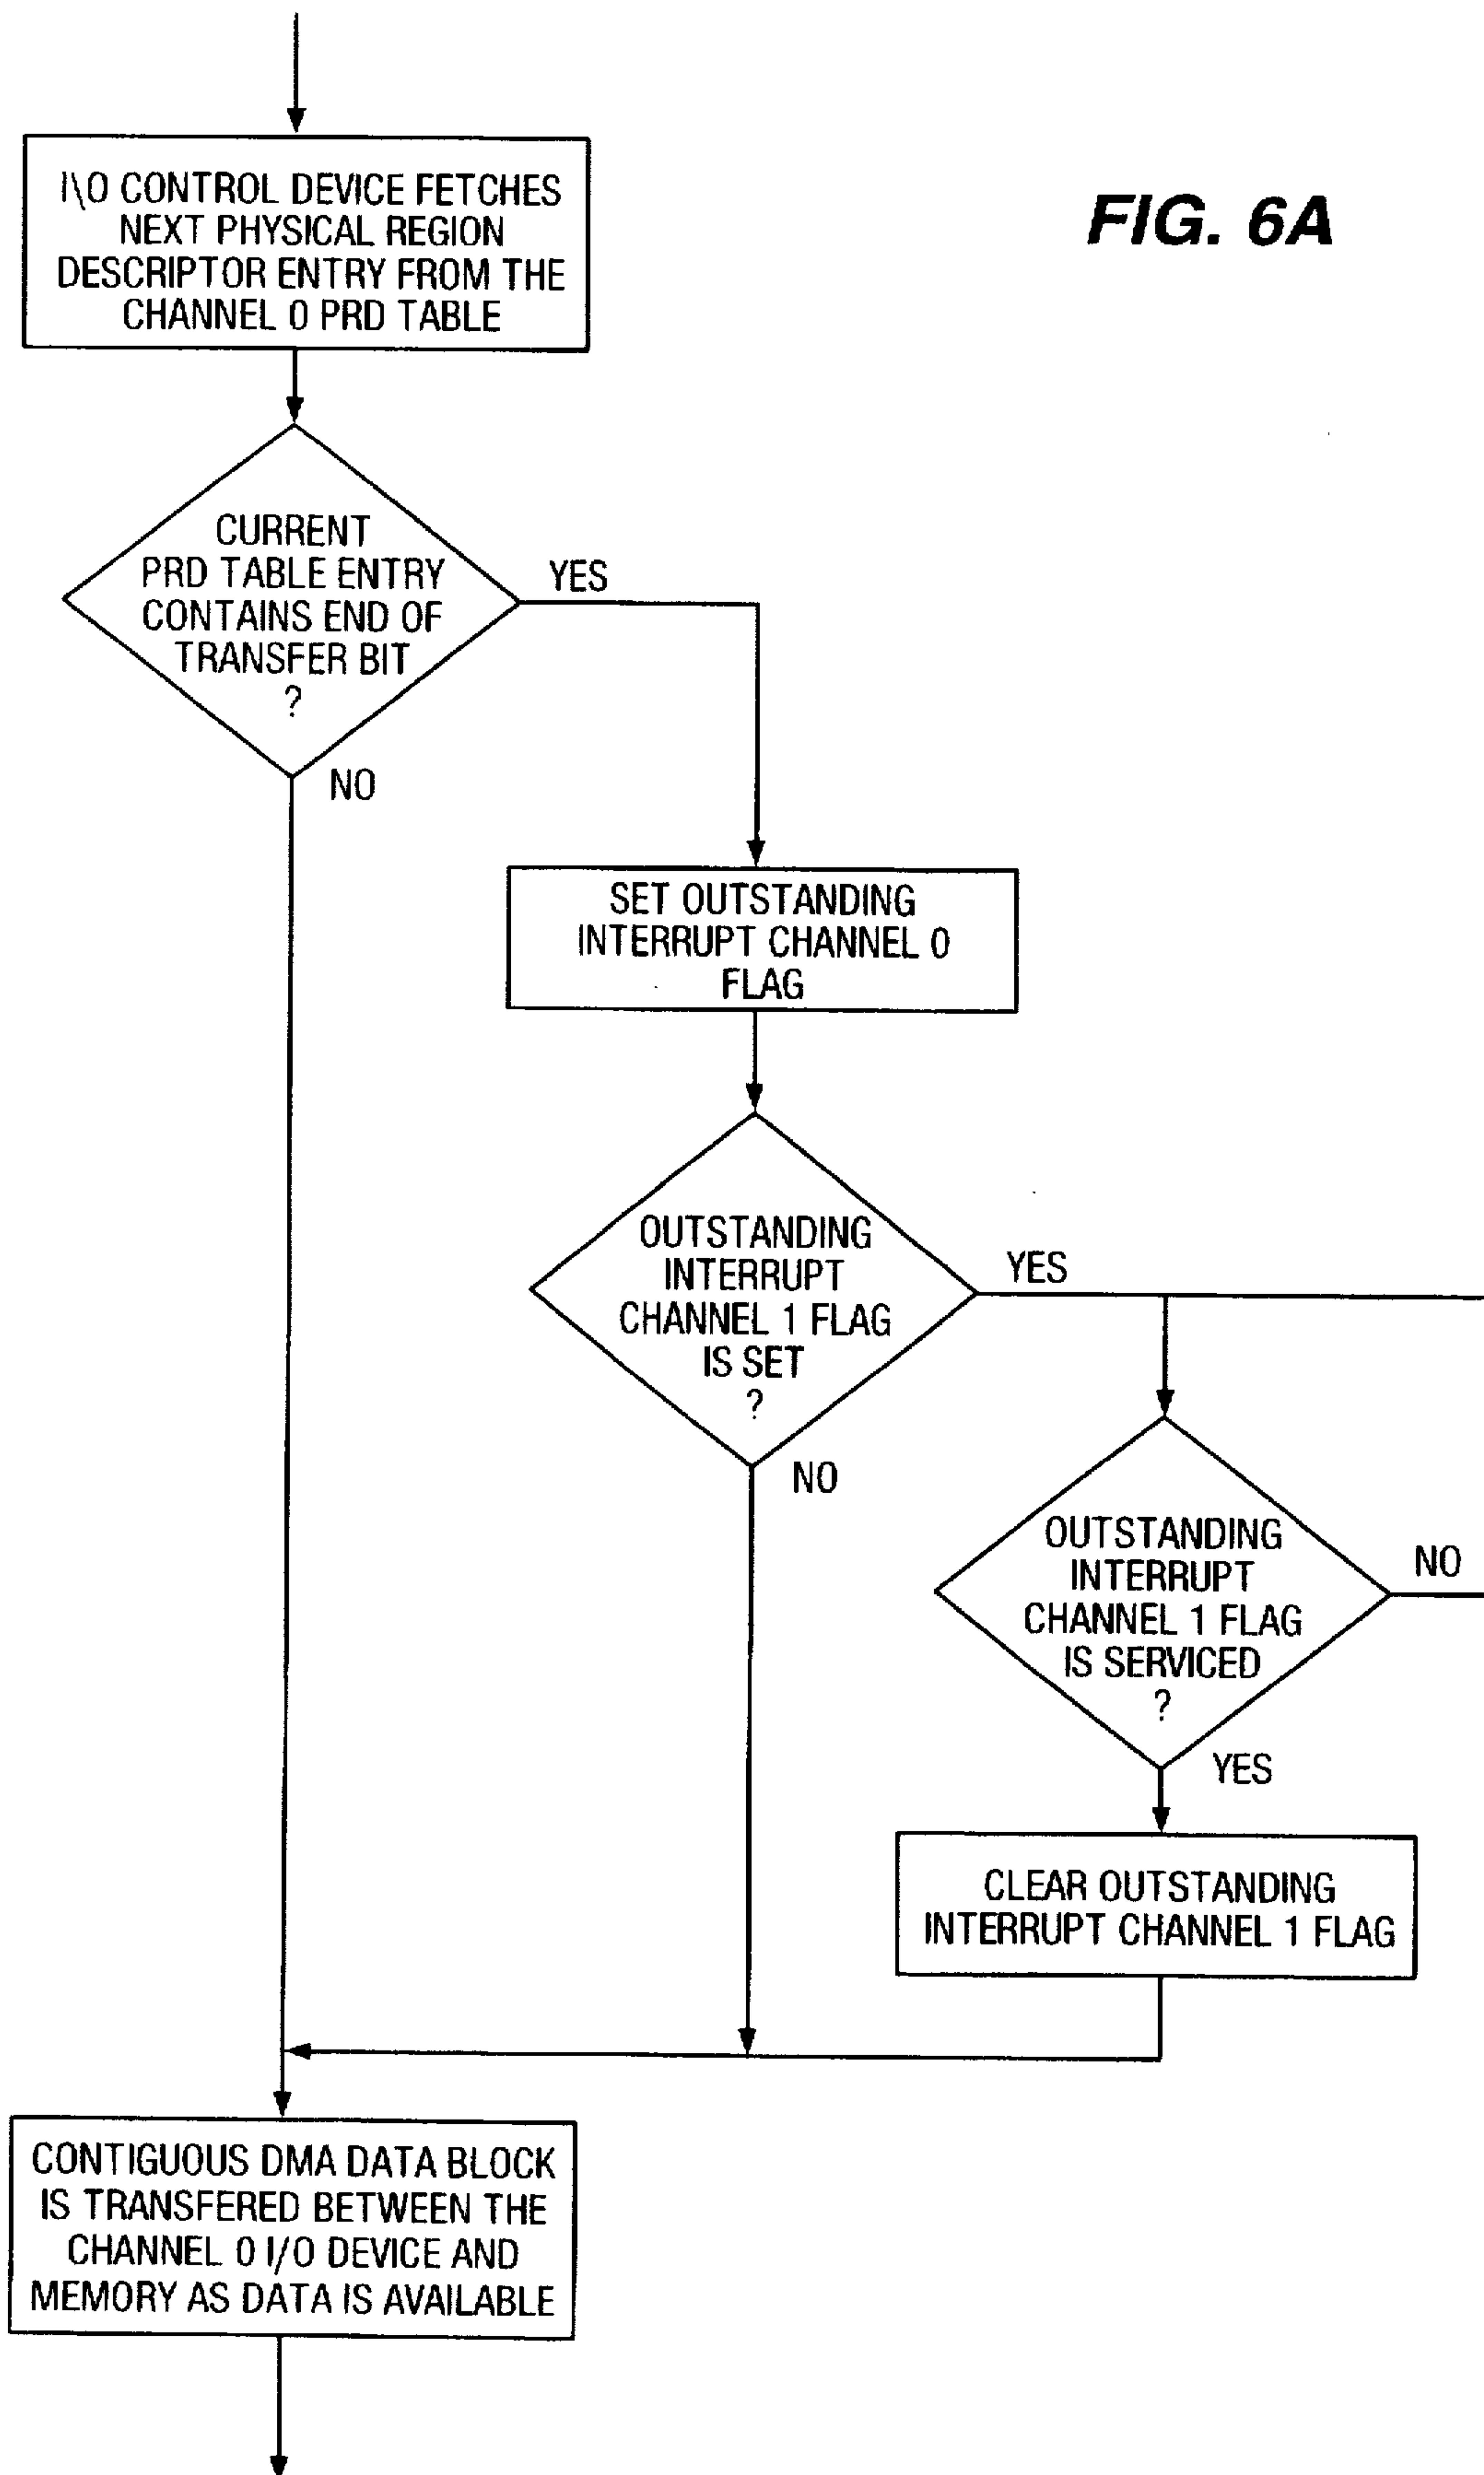 FIG. 6A
I\O CONTROL DEVICE FETCHES
NEXT PHYSICAL REGION
DESCRIPTOR ENTRY FROM THE
CHANNEL 0 PRD TABLE
CURRENT
PRD TABLE ENTRY
CONTAINS END OF
TRANSFER BIT
?
YES
NO
SET OUTSTANDING
INTERRUPT CHANNEL 0
FLAG
OUTSTANDING
INTERRUPT
CHANNEL 1 FLAG
IS SET
?
YES
NO
OUTSTANDING
INTERRUPT
CHANNEL 1 FLAG
IS SERVICED
?
NO
YES
CLEAR OUTSTANDING
INTERRUPT CHANNEL 1 FLAG
CONTIGUOUS DMA DATA BLOCK
IS TRANSFERED BETWEEN THE
CHANNEL 0 I/O DEVICE AND
MEMORY AS DATA IS AVAILABLE